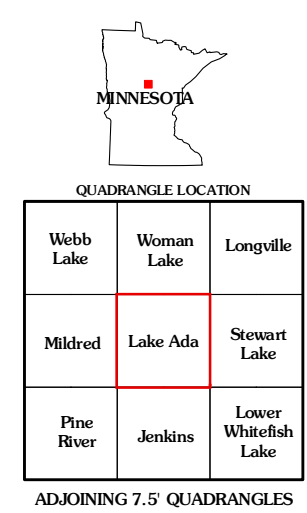 MINNESOTA
QUADRANGLE LOCATION
Webb
Lake
Woman
Lake
Longville
Mildred
Lake Ada
Stewart
Lake
Pine
River
Jenkins
Lower
Whitefish
Lake
ADJOINING 7.5' QUADRANGLES